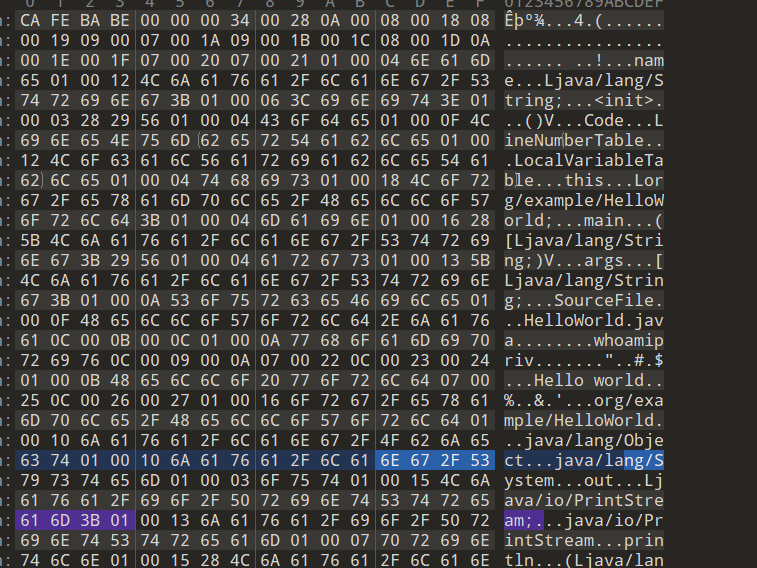 0 1 2 3 4 5 6 7 8 9 A B C D E F 0123456789ABCDEF
CA FE BA BE 00 00 00 34 00 28 0A 00 08 00 18 08 Êþº¾...4.(......
00 19 09 00 07 00 1A 09 00 1B 00 1C 08 00 1D 0A ................
00 1E 00 1F 07 00 20 07 00 21 01 00 04 6E 61 6D ...... ..!...nam
65 01 00 12 4C 6A 61 76 61 2F 6C 61 6E 67 2F 53 e...Ljava/lang/S
74 72 69 6E 67 3B 01 00 06 3C 69 6E 69 74 3E 01 tring;...<init>.
00 03 28 29 56 01 00 04 43 6F 64 65 01 00 0F 4C ..()V...Code...L
69 6E 65 4E 75 6D 62 65 72 54 61 62 6C 65 01 00 ineNumberTable..
12 4C 6F 63 61 6C 56 61 72 69 61 62 6C 65 54 61 .LocalVariableTa
62 6C 65 01 00 04 74 68 69 73 01 00 18 4C 6F 72 ble...this...Lor
67 2F 65 78 61 6D 70 6C 65 2F 48 65 6C 6C 6F 57 g/example/HelloW
6F 72 6C 64 3B 01 00 04 6D 61 69 6E 01 00 16 28 orld;...main...(
5B 4C 6A 61 76 61 2F 6C 61 6E 67 2F 53 74 72 69 [Ljava/lang/Stri
6E 67 3B 29 56 01 00 04 61 72 67 73 01 00 13 5B ng;)V...args...[
4C 6A 61 76 61 2F 6C 61 6E 67 2F 53 74 72 69 6E Ljava/lang/Strin
67 3B 01 00 0A 53 6F 75 72 63 65 46 69 6C 65 01 g;...SourceFile.
00 0F 48 65 6C 6C 6F 57 6F 72 6C 64 2E 6A 61 76 ..HelloWorld.jav
61 0C 00 0B 00 0C 01 00 0A 77 68 6F 61 6D 69 70 a........whoamip
72 69 76 0C 00 09 00 0A 07 00 22 0C 00 23 00 24 riv......."..#.$
01 00 0B 48 65 6C 6C 6F 20 77 6F 72 6C 64 07 00 ...Hello world..
25 0C 00 26 00 27 01 00 16 6F 72 67 2F 65 78 61 %..&.'...org/exa
6D 70 6C 65 2F 48 65 6C 6C 6F 57 6F 72 6C 64 01 mple/HelloWorld.
00 10 6A 61 76 61 2F 6C 61 6E 67 2F 4F 62 6A 65 ..java/lang/Obje
63 74 01 00 10 6A 61 76 61 2F 6C 61 6E 67 2F 53 ct...java/lang/S
79 73 74 65 6D 01 00 03 6F 75 74 01 00 15 4C 6A ystem...out...Lj
61 76 61 2F 69 6F 2F 50 72 69 6E 74 53 74 72 65 ava/io/PrintStre
61 6D 3B 01 00 13 6A 61 76 61 2F 69 6F 2F 50 72 am;...java/io/Pr
69 6E 74 53 74 72 65 61 6D 01 00 07 70 72 69 6E intStream...prin
74 6C 6E 01 00 15 28 4C 6A 61 76 61 2F 6C 61 6E tln...(Ljava/lan